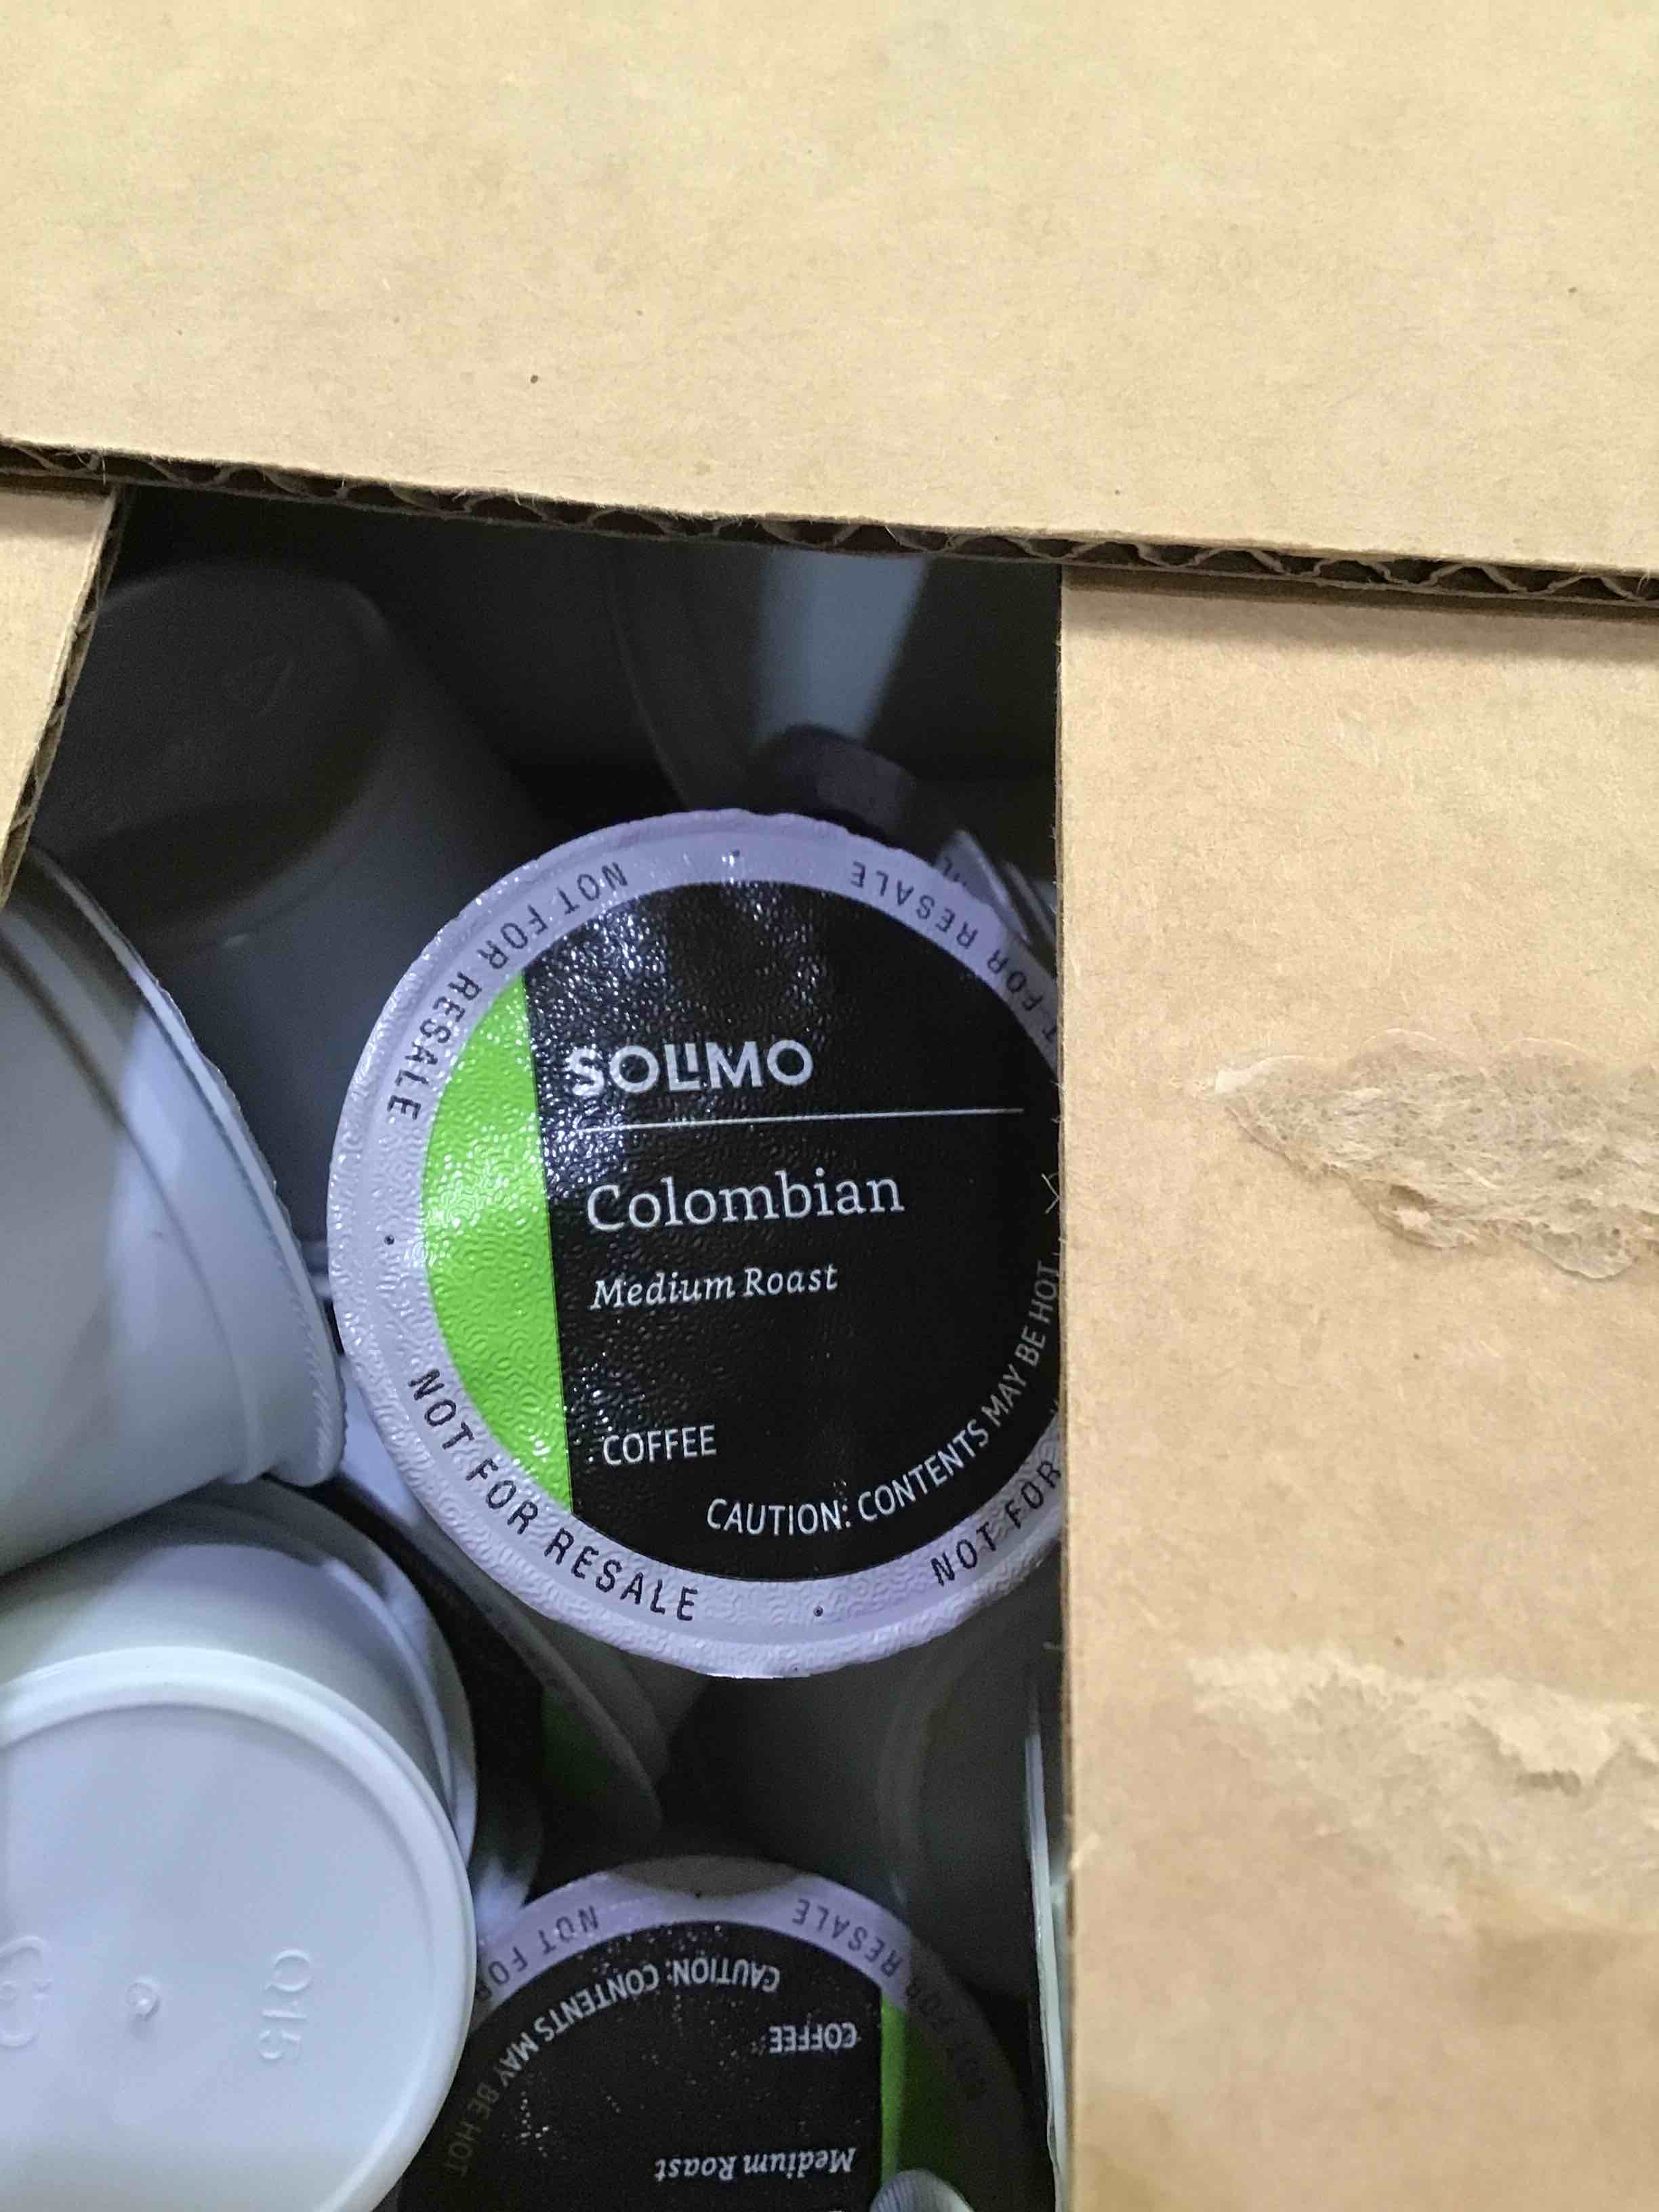 NOT FOR RESALE
FOR RESALE
SOLIMO
Colombian
Medium Roast
COFFEE
CAUTION: CONTENTS MAY BE HOT
NOT FOR RESALE
NOT FOR
NOT FOR
RESALE
CAUTION: CONTENTS MAY BE HOT
COFFEE
Medium Roast
Q115